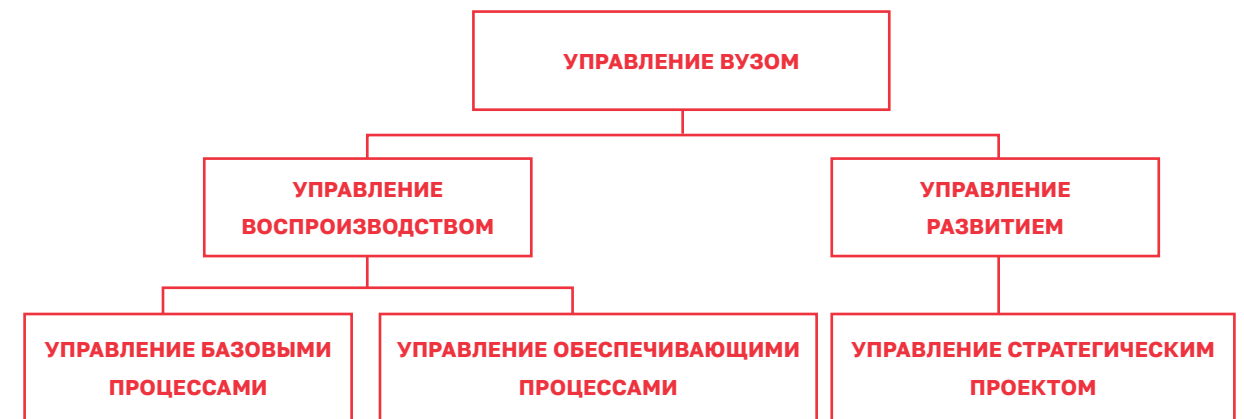 УПРАВЛЕНИЕ ВУЗОМ
УПРАВЛЕНИЕ
ВОСПРОИЗВОДСТВОМ
УПРАВЛЕНИЕ
РАЗВИТИЕМ
УПРАВЛЕНИЕ БАЗОВЫМИ
ПРОЦЕССАМИ
УПРАВЛЕНИЕ ОБЕСПЕЧИВАЮЩИМИ
ПРОЦЕССАМИ
УПРАВЛЕНИЕ СТРАТЕГИЧЕСКИМ
ПРОЕКТОМ